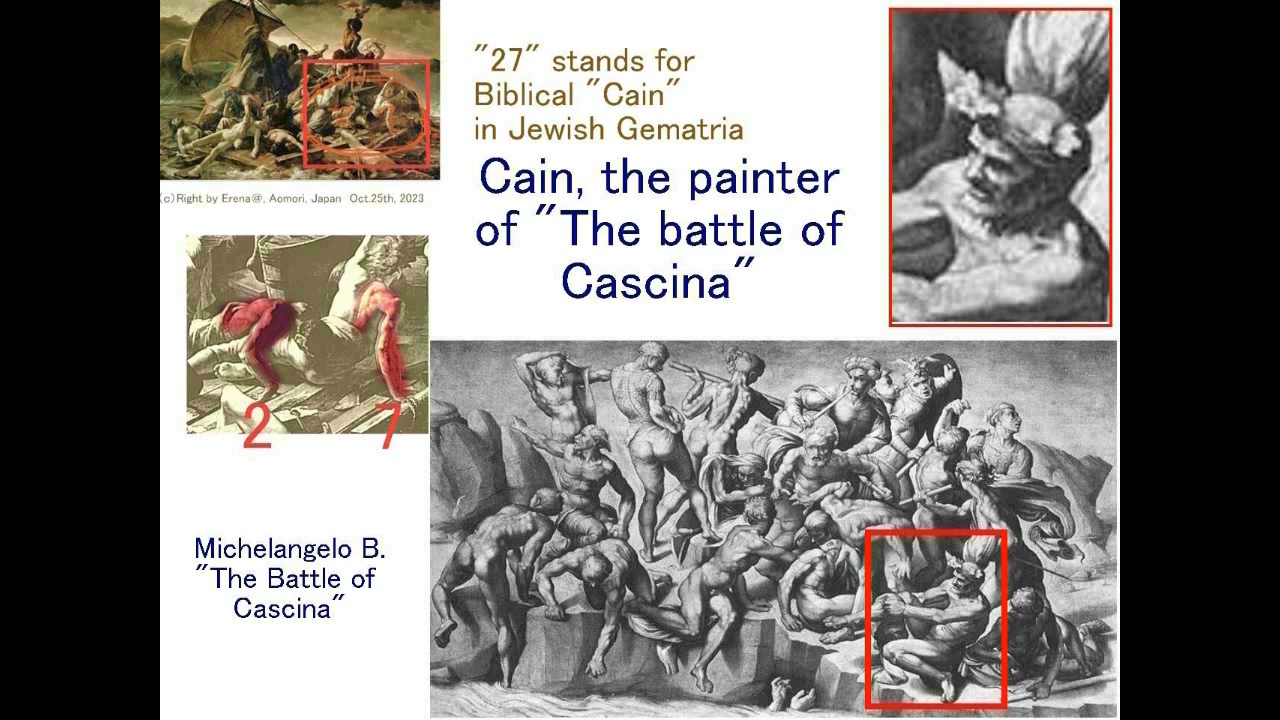 "27" stands for
Biblical "Cain"
in Jewish Gematria
Cain, the painter
of "The battle of
Cascina"
(c)Right by Erena@, Aomori, Japan Oct.25th, 2023
2 7
Michelangelo B.
"The Battle of
Cascina"